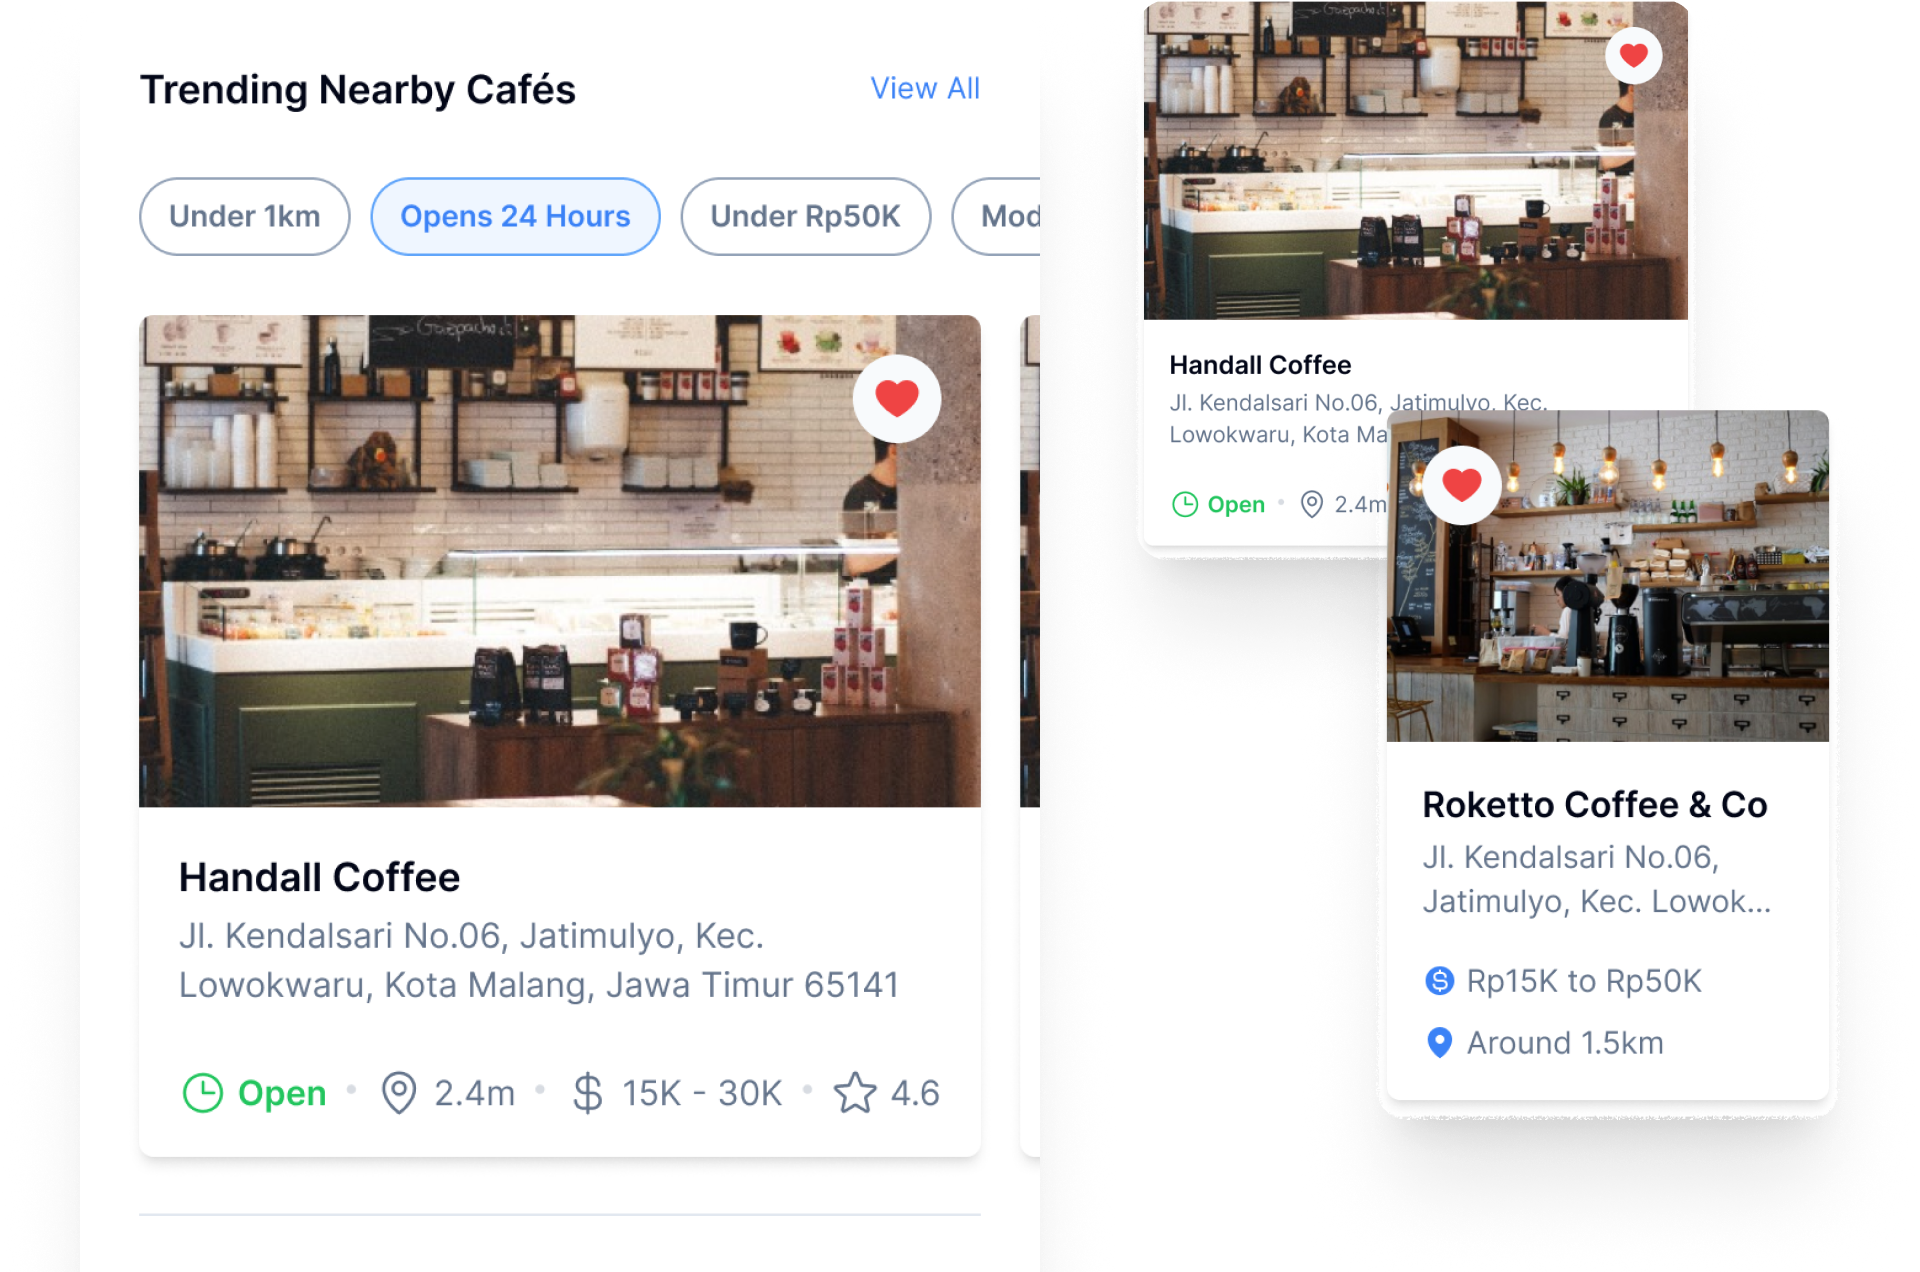 Trending Nearby Cafés
View All
Under 1km
Opens 24 Hours
Under Rp50K
Mod
Gazpacho
Handall Coffee
Jl. Kendalsari No.06, Jatimulyo, Kec.
Lowokwaru, Kota Malang, Jawa Timur 65141
Open • 2.4m • $ 15K - 30K • 4.6
Gazpacho
Handall Coffee
Jl. Kendalsari No.06, Jatimulyo, Kec.
Lowokwaru, Kota Ma
Open • 2.4m
Roketto Coffee & Co
Jl. Kendalsari No.06,
Jatimulyo, Kec. Lowok...
$ Rp15K to Rp50K
Around 1.5km